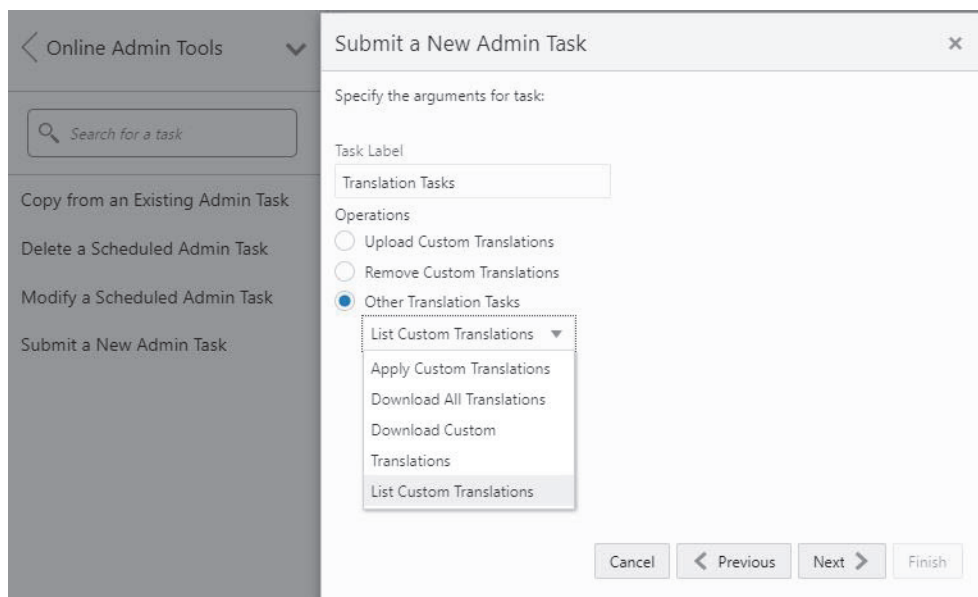 Online Admin Tools
Search for a task
Copy from an Existing Admin Task
Delete a Scheduled Admin Task
Modify a Scheduled Admin Task
Submit a New Admin Task
Submit a New Admin Task
Specify the arguments for task:
Task Label
Translation Tasks
Operations
Upload Custom Translations
Remove Custom Translations
Other Translation Tasks
List Custom Translations
Apply Custom Translations
Download All Translations
Download Custom
Translations
List Custom Translations
Cancel
Previous
Next
Finish